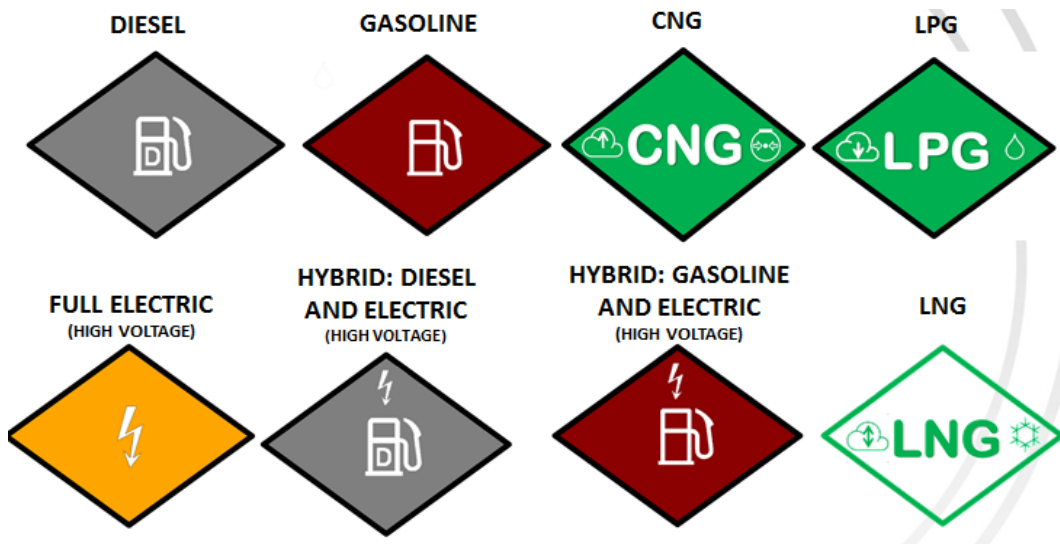 DIESEL
GASOLINE
CNG
LPG
D
CNG
LPG
FULL ELECTRIC
(HIGH VOLTAGE)
HYBRID: DIESEL
AND ELECTRIC
(HIGH VOLTAGE)
HYBRID: GASOLINE
AND ELECTRIC
(HIGH VOLTAGE)
LNG
D
LNG